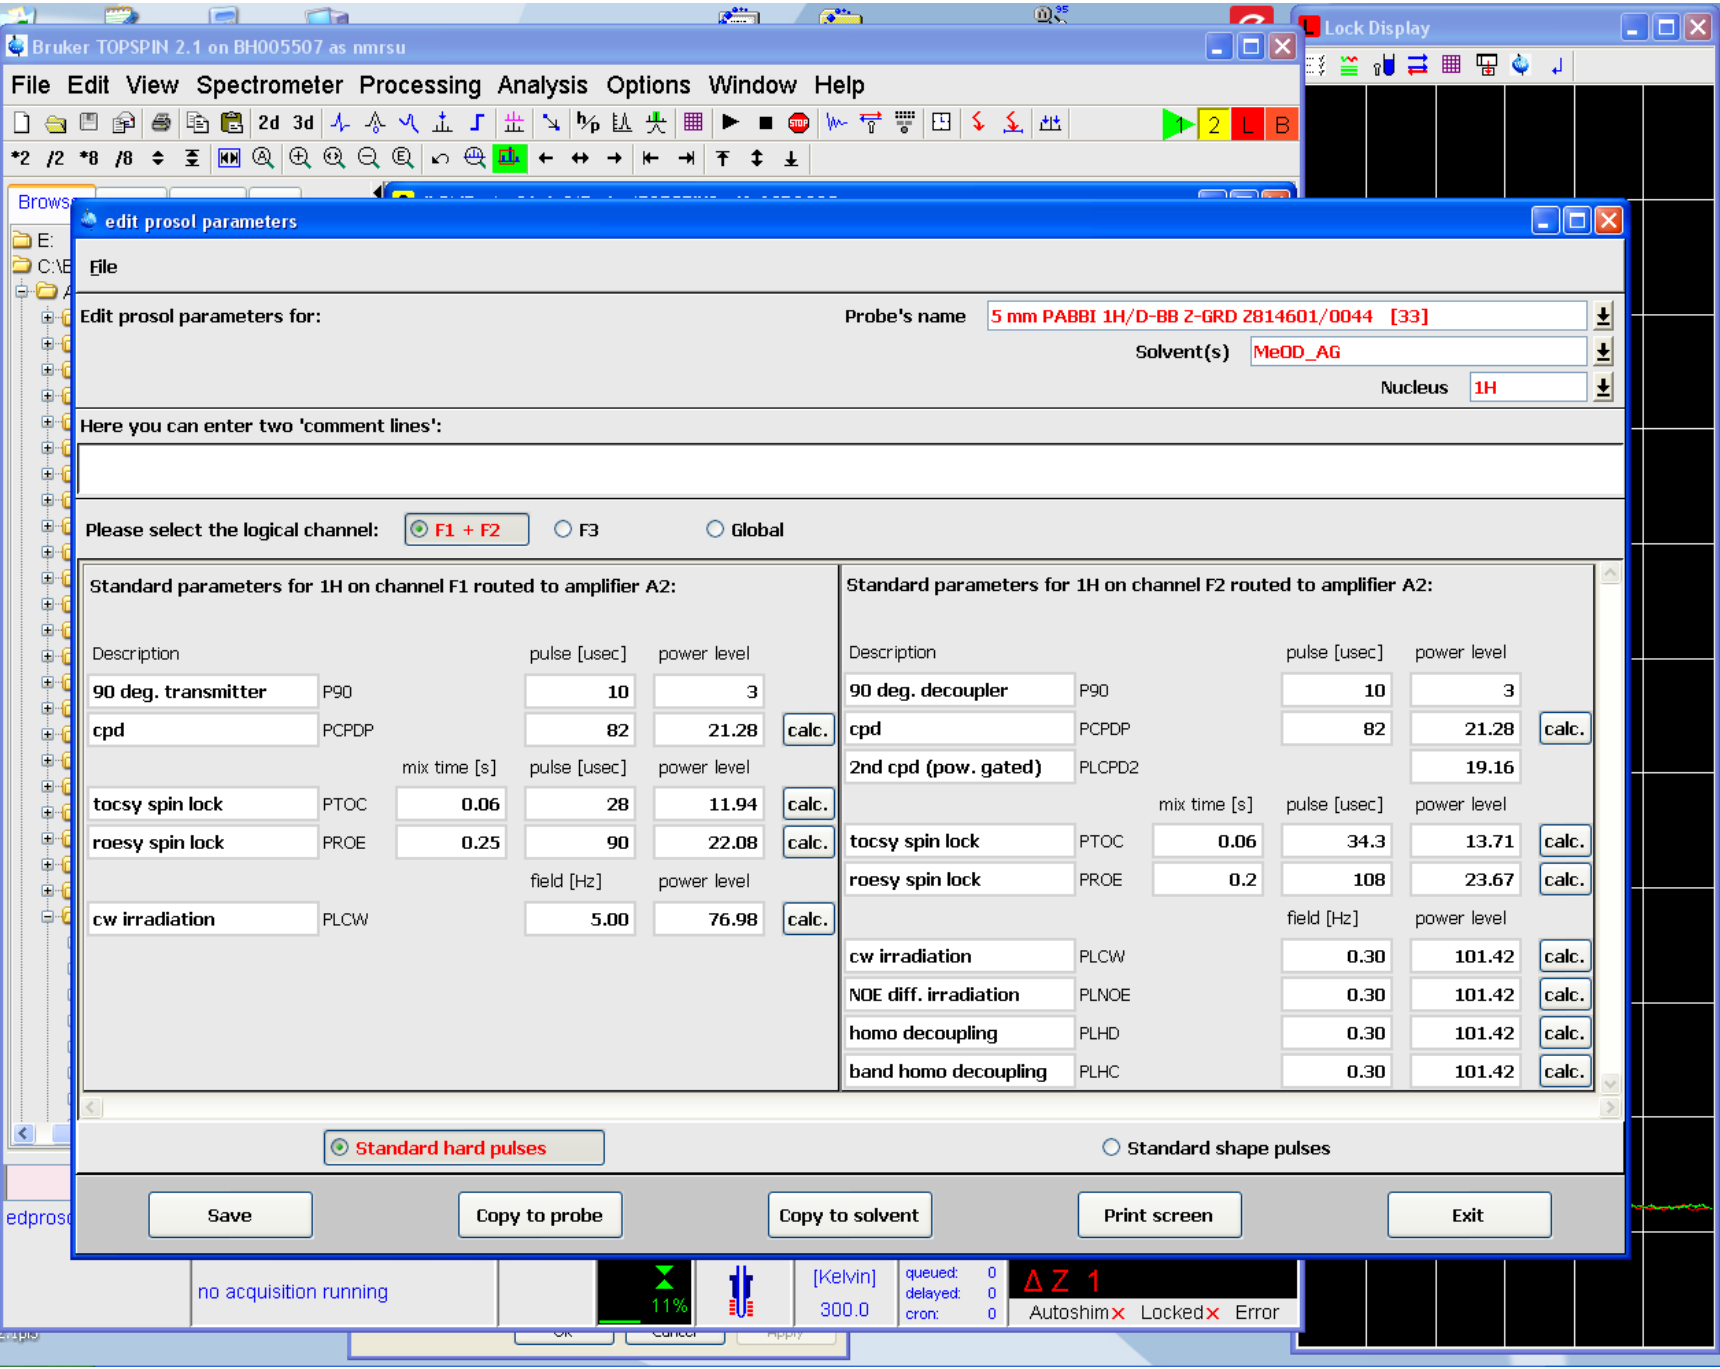 Bruker TOPSPIN 2.1 on BH005507 as nmrsu
Lock Display
File Edit View Spectrometer Processing Analysis Options Window Help
2d 3d
1 2 L B
*2 /2 *8 /8
Brows
edit prosol parameters
E:
C:\E
File
Edit prosol parameters for:
Probe's name 5 mm PABBI 1H/D-BB Z-GRD Z814601/0044 [33]
Solvent(s) MeOD_AG
Nucleus 1H
Here you can enter two 'comment lines':
Please select the logical channel: F1 + F2 F3 Global
Standard parameters for 1H on channel F1 routed to amplifier A2:
Description pulse [usec] power level
90 deg. transmitter P90 10 3
cpd PCPDP 82 21.28 calc.
mix time [s] pulse [usec] power level
tocsy spin lock PTOC 0.06 28 11.94 calc.
roesy spin lock PROE 0.25 90 22.08 calc.
field [Hz] power level
cw irradiation PLCW 5.00 76.98 calc.
Standard parameters for 1H on channel F2 routed to amplifier A2:
Description pulse [usec] power level
90 deg. decoupler P90 10 3
cpd PCPDP 82 21.28 calc.
2nd cpd (pow. gated) PLCPD2 19.16
mix time [s] pulse [usec] power level
tocsy spin lock PTOC 0.06 34.3 13.71 calc.
roesy spin lock PROE 0.2 108 23.67 calc.
field [Hz] power level
cw irradiation PLCW 0.30 101.42 calc.
NOE diff. irradiation PLNOE 0.30 101.42 calc.
homo decoupling PLHD 0.30 101.42 calc.
band homo decoupling PLHC 0.30 101.42 calc.
Standard hard pulses Standard shape pulses
Save Copy to probe Copy to solvent Print screen Exit
edproso
no acquisition running
11%
[Kelvin]
300.0
queued: 0
delayed: 0
cron: 0
Δ Z 1
Autoshim Locked Error